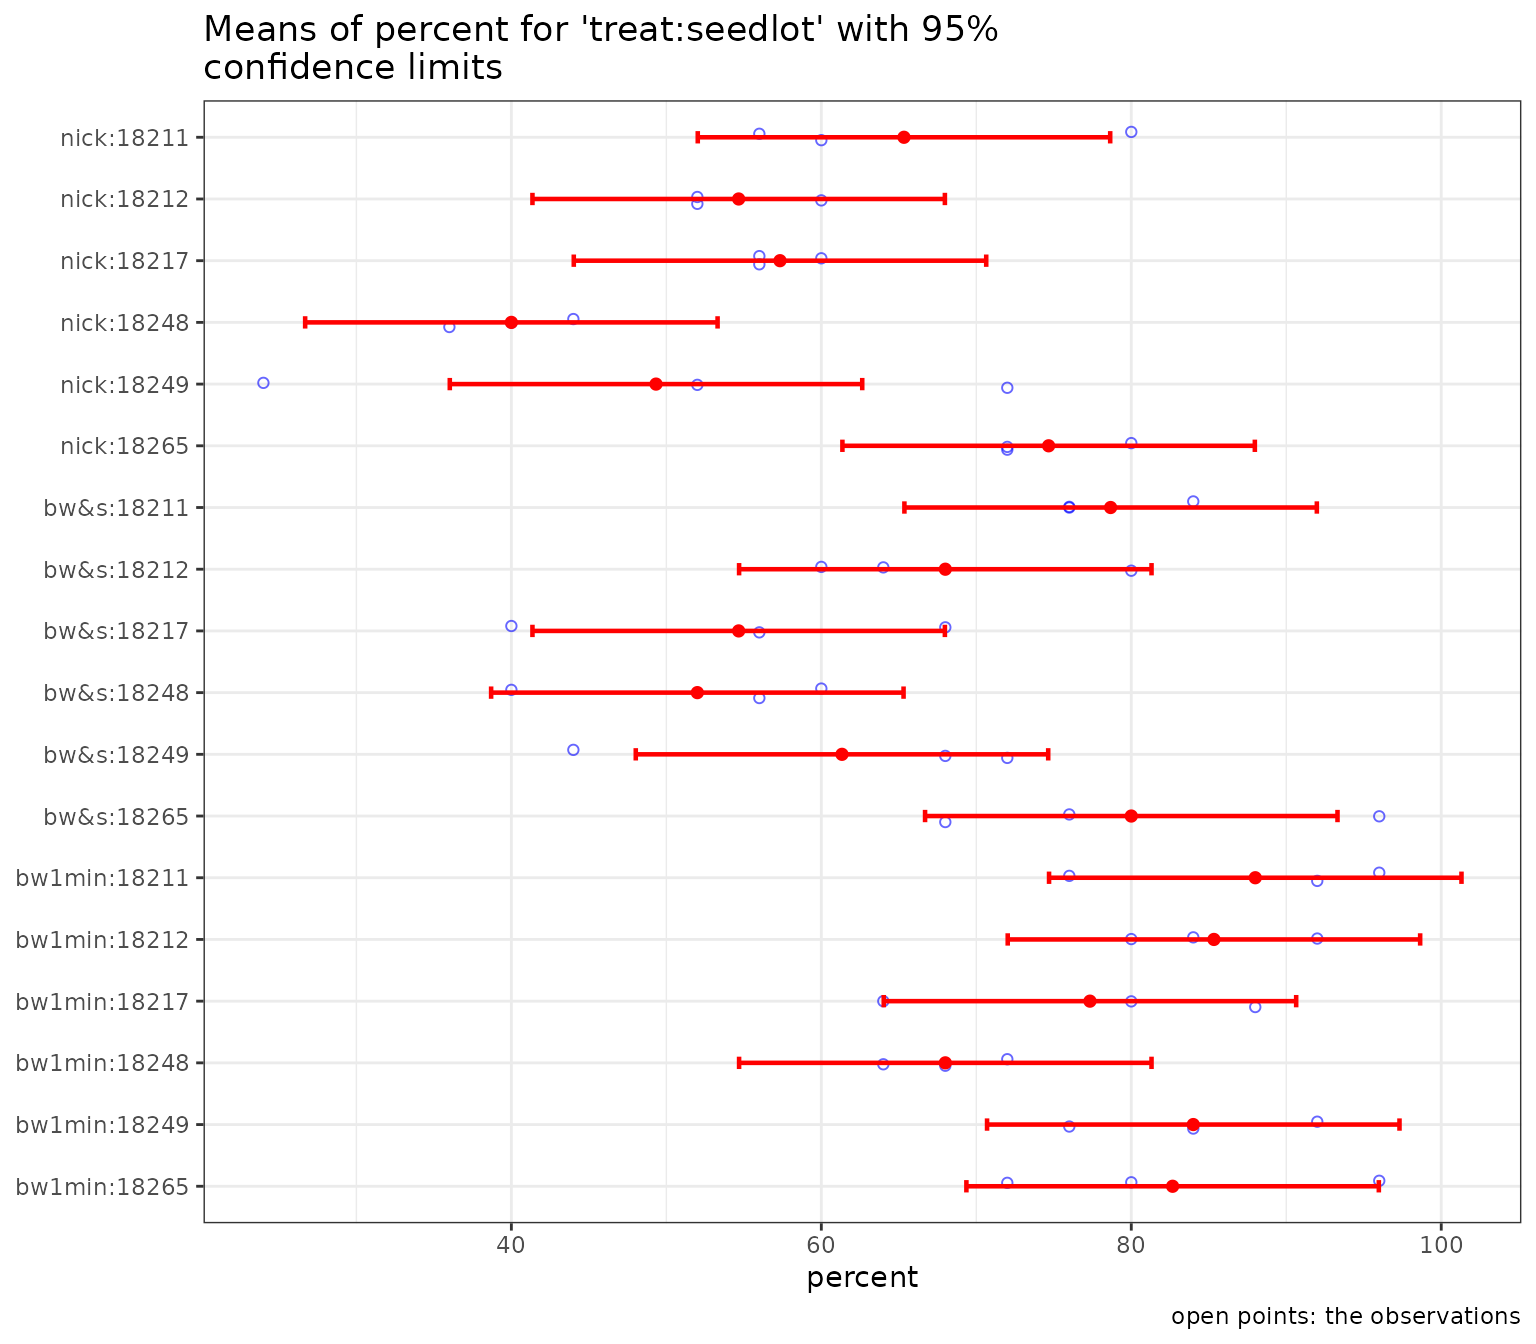 Means of percent for 'treat:seedlot' with 95%
confidence limits
nick:18211
nick:18212
nick:18217
nick:18248
nick:18249
nick:18265
bw&s:18211
bw&s:18212
bw&s:18217
bw&s:18248
bw&s:18249
bw&s:18265
bw1min:18211
bw1min:18212
bw1min:18217
bw1min:18248
bw1min:18249
bw1min:18265
40 60 80 100
percent
open points: the observations